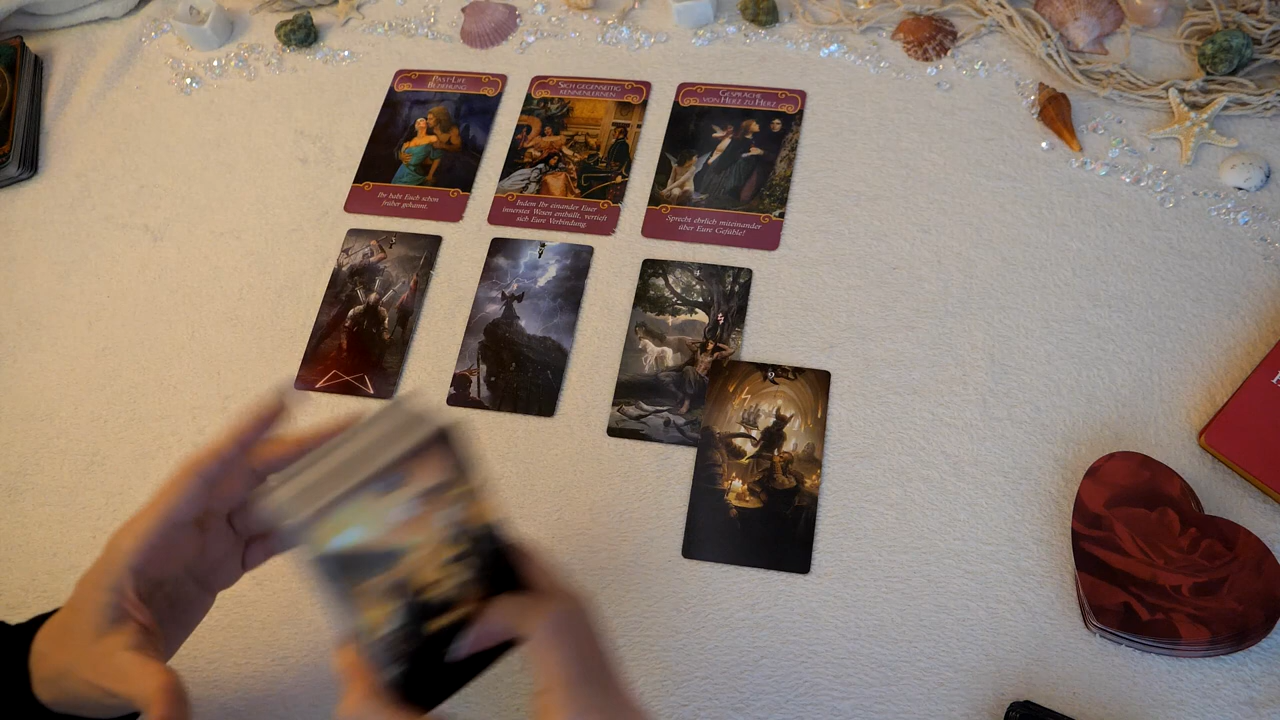 PAST-LIFE
BEZIEHUNG
Ihr habt Euch schon
früher gekannt.
SICH GEGENSEITIG
KENNENLERNEN
Indem Ihr einander Euer
innerstes Wesen enthüllt, vertieft
sich Eure Verbindung.
GESPRÄCHE
VON HERZ ZU HERZ
Sprecht ehrlich miteinander
über Eure Gefühle!